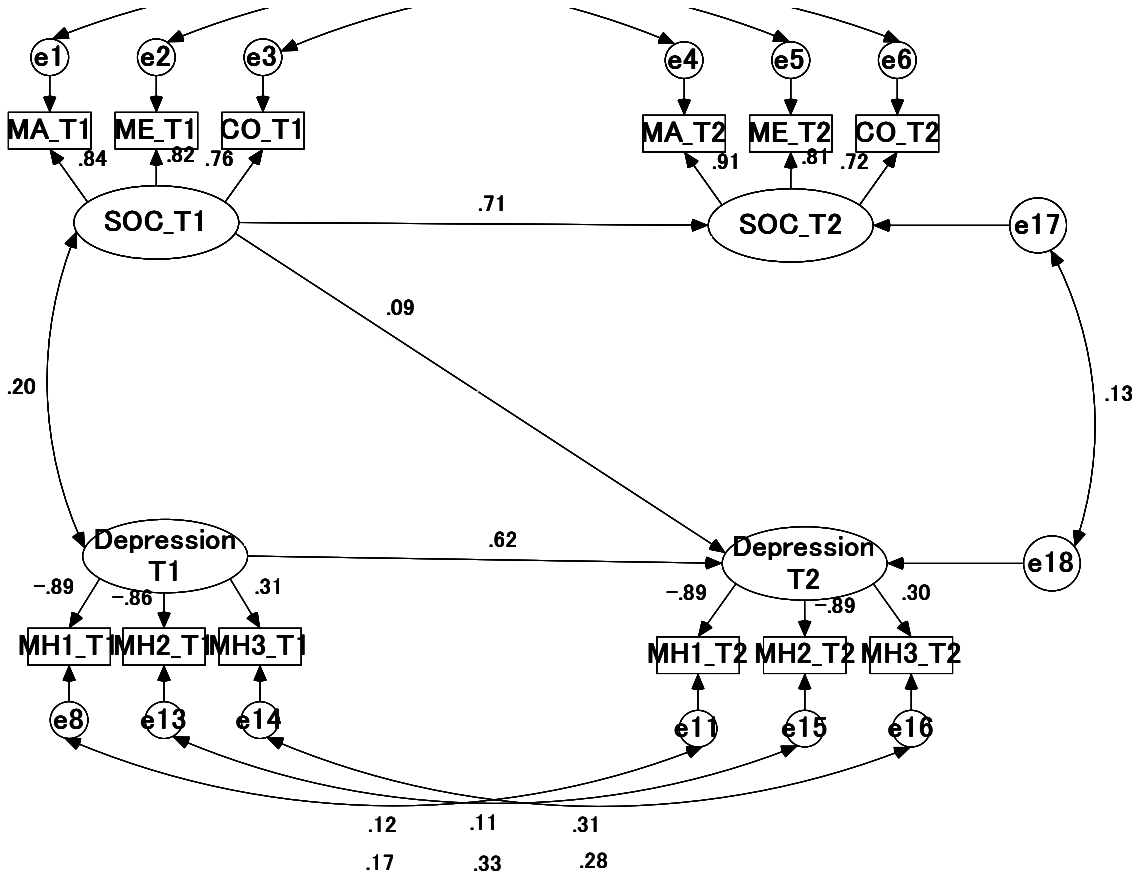 e1 e2 e3 e4 e5 e6
MA_T1 ME_T1 CO_T1 MA_T2 ME_T2 CO_T2
.84 .82 .76 .91 .81 .72
SOC_T1 .71 SOC_T2 e17
.09
.20 .13
Depression
T1
.62
Depression
T2
e18
-.89 -.86 .31 -.89 -.89 .30
MH1_T1 MH2_T1 MH3_T1 MH1_T2 MH2_T2 MH3_T2
e8 e13 e14 e11 e15 e16
.12 .11 .31
.17 .33 .28